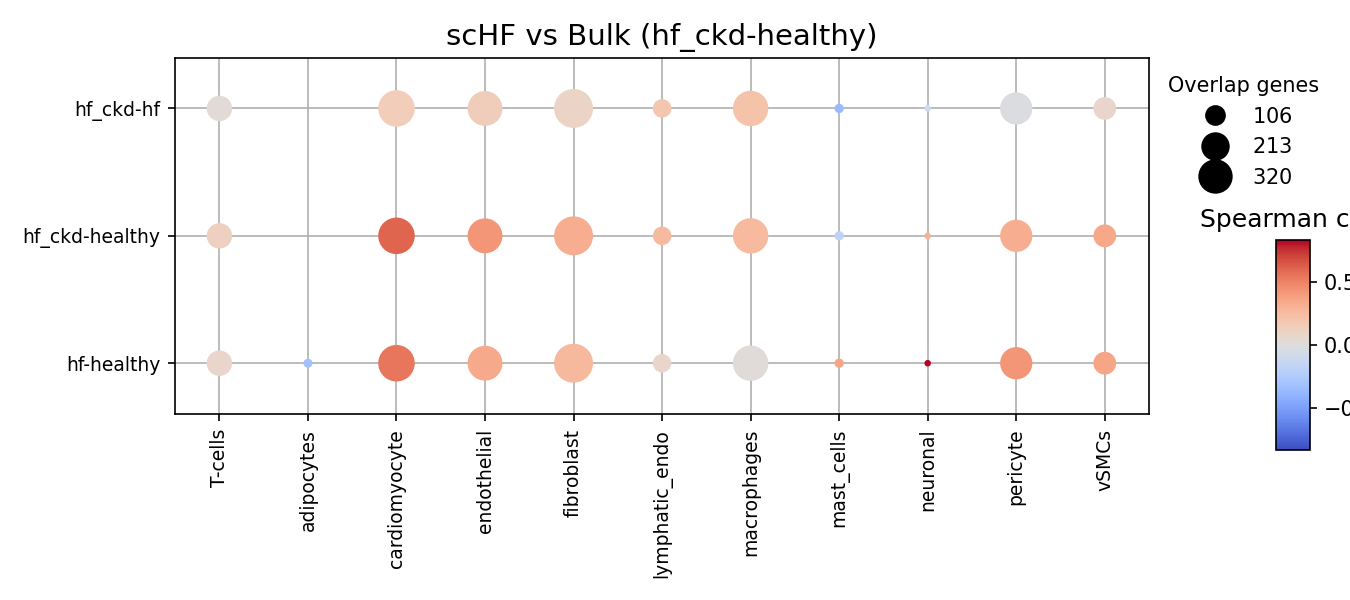 scHF vs Bulk (hf_ckd-healthy)
hf_ckd-hf
hf_ckd-healthy
hf-healthy
T-cells
adipocytes
cardiomyocyte
endothelial
fibroblast
lymphatic_endo
macrophages
mast_cells
neuronal
pericyte
vSMCs
Overlap genes
106
213
320
Spearman c
0.5
0.0